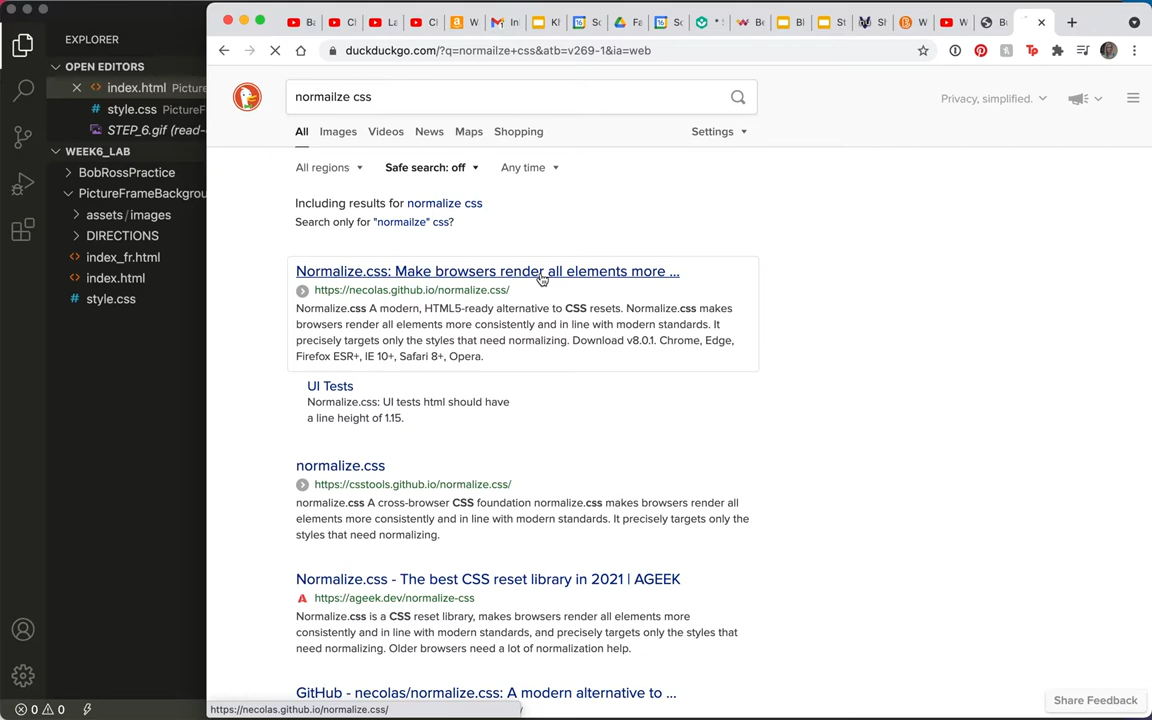 EXPLORER
OPEN EDITORS
index.html Picture
style.css PictureF
STEP_6.gif (read-
WEEK6_LAB
BobRossPractice
PictureFrameBackgrou
assets / images
DIRECTIONS
index_fr.html
index.html
style.css
0 0
duckduckgo.com/?q=normailze+css&atb=v269-1&ia=web
normailze css
Privacy, simplified.
All Images Videos News Maps Shopping Settings
All regions Safe search: off Any time
Including results for normalize css
Search only for "normailze" css?
Normalize.css: Make browsers render all elements more ...
https://necolas.github.io/normalize.css/
Normalize.css A modern, HTML5-ready alternative to CSS resets. Normalize.css makes
browsers render all elements more consistently and in line with modern standards. It
precisely targets only the styles that need normalizing. Download v8.0.1. Chrome, Edge,
Firefox ESR+, IE 10+, Safari 8+, Opera.
UI Tests
Normalize.css: UI tests html should have
a line height of 1.15.
normalize.css
https://csstools.github.io/normalize.css/
normalize.css A cross-browser CSS foundation normalize.css makes browsers render all
elements more consistently and in line with modern standards. It precisely targets only the
styles that need normalizing.
Normalize.css - The best CSS reset library in 2021 | AGEEK
https://ageek.dev/normalize-css
Normalize.css is a CSS reset library, makes browsers render all elements more
consistently and in line with modern standards, and precisely targets only the styles that
need normalizing. Older browsers need a lot of normalization help.
GitHub - necolas/normalize.css: A modern alternative to ...
https://necolas.github.io/normalize.css/
Share Feedback